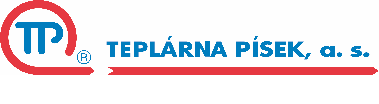 TP ®
TEPLÁRNA PÍSEK, a. s.